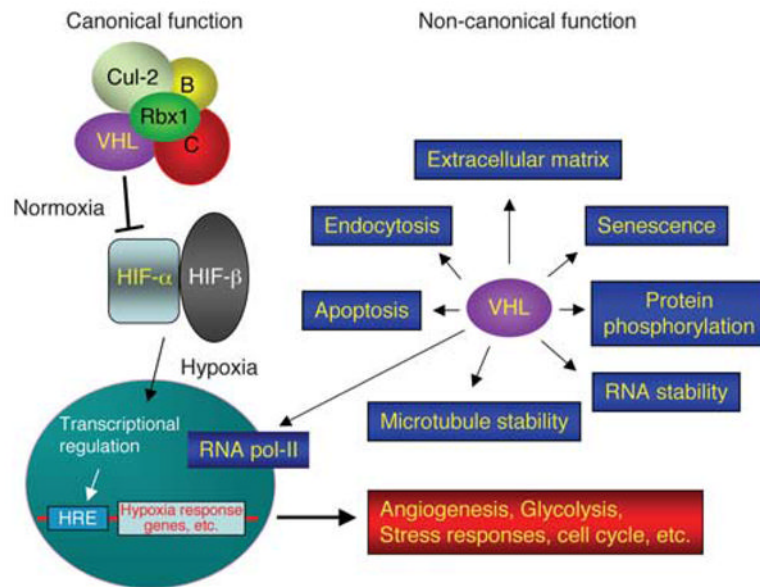 Canonical function
Non-canonical function
Cul-2
B
Rbx1
VHL
C
Normoxia
HIF-α
HIF-β
Hypoxia
Transcriptional
regulation
RNA pol-II
HRE
Hypoxia response
genes, etc.
Extracellular matrix
Endocytosis
Senescence
Apoptosis
VHL
Protein
phosphorylation
RNA stability
Microtubule stability
Angiogenesis, Glycolysis,
Stress responses, cell cycle, etc.